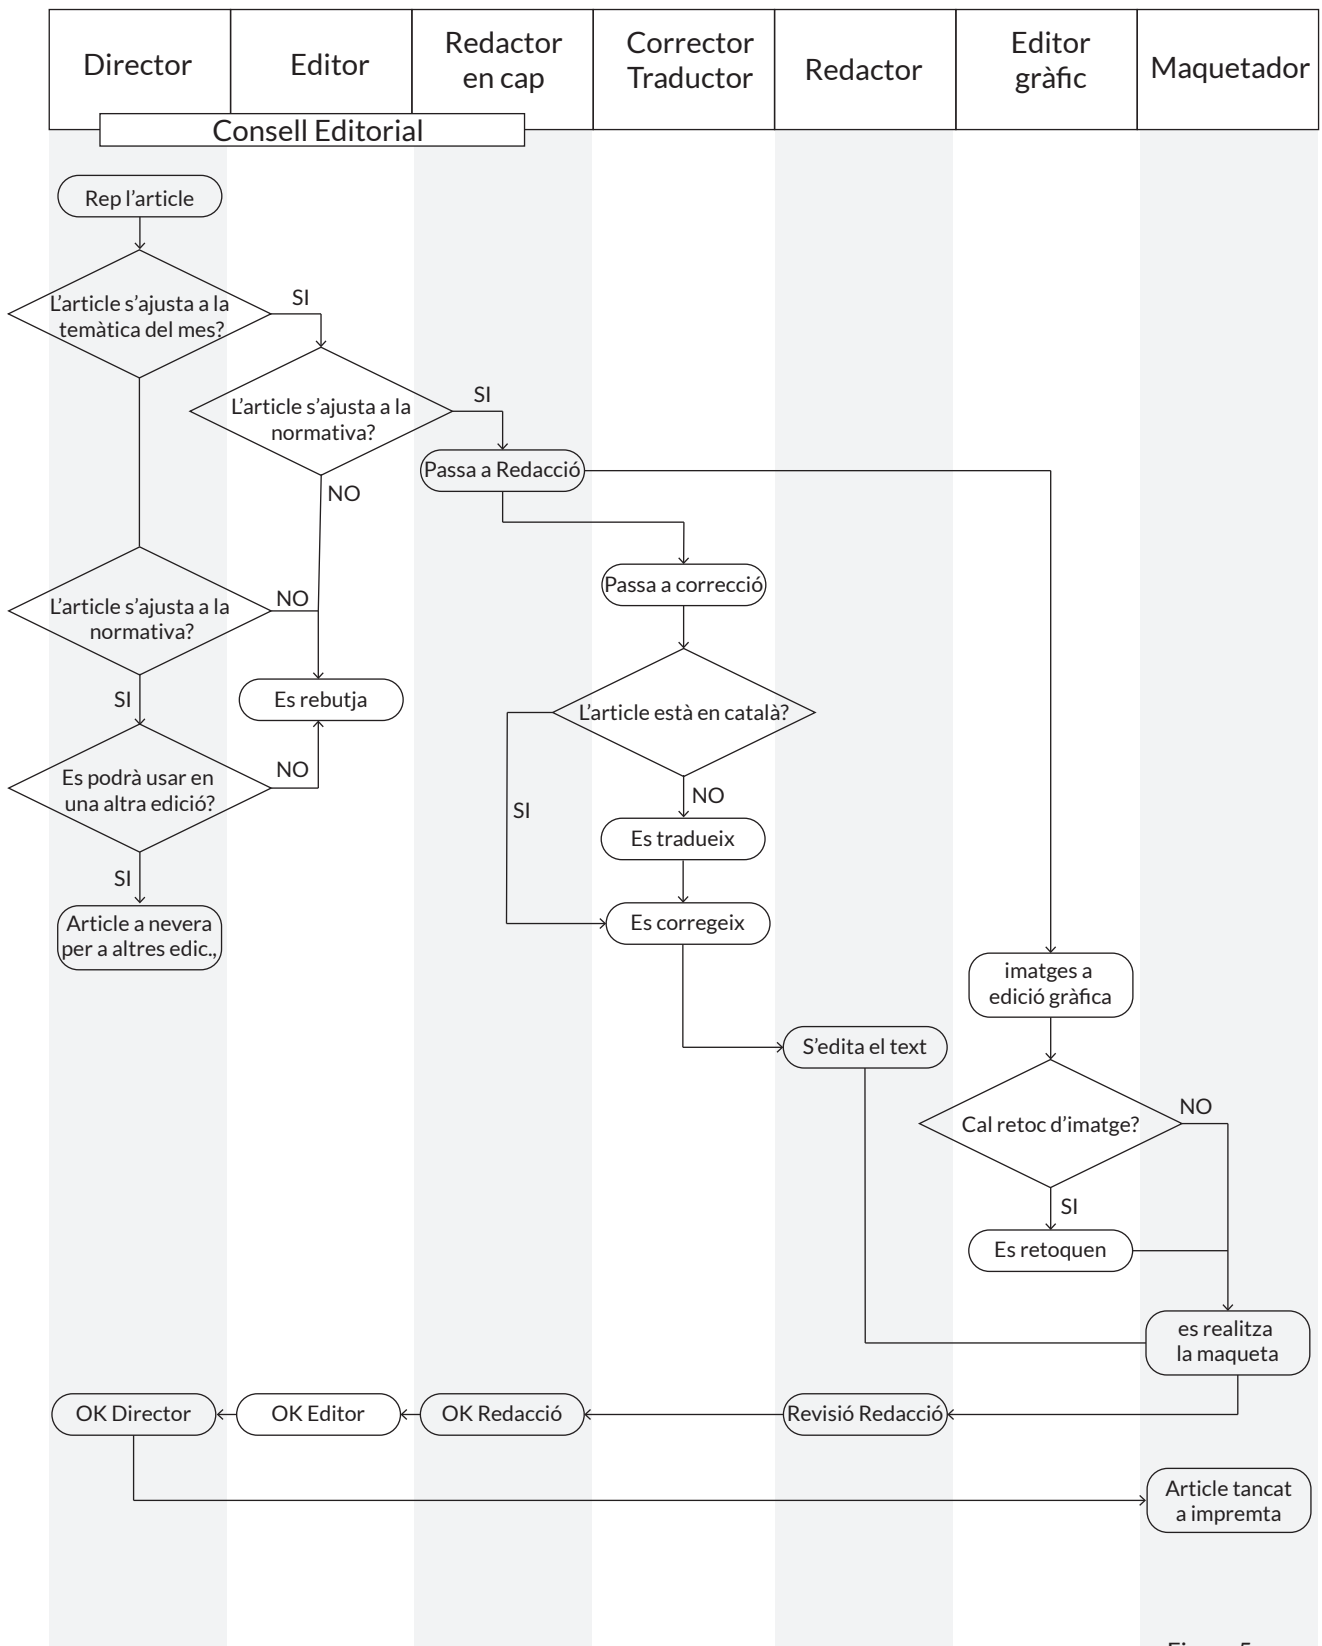 Director
Editor
Redactor
en cap
Corrector
Traductor
Redactor
Editor
gràfic
Maquetador
Consell Editorial
Rep l’article
L’article s’ajusta a la
temàtica del mes?
SI
L’article s’ajusta a la
normativa?
SI
NO
Passa a Redacció
Passa a correcció
L’article s’ajusta a la
normativa?
NO
SI
Es rebutja
L’article està en català?
Es podrà usar en
una altra edició?
NO
SI
NO
SI
Es tradueix
Es corregeix
Article a nevera
per a altres edic.,
imatges a
edició gràfica
S’edita el text
Cal retoc d’imatge?
NO
SI
Es retoquen
es realitza
la maqueta
OK Director
OK Editor
OK Redacció
Revisió Redacció
Article tancat
a impremta